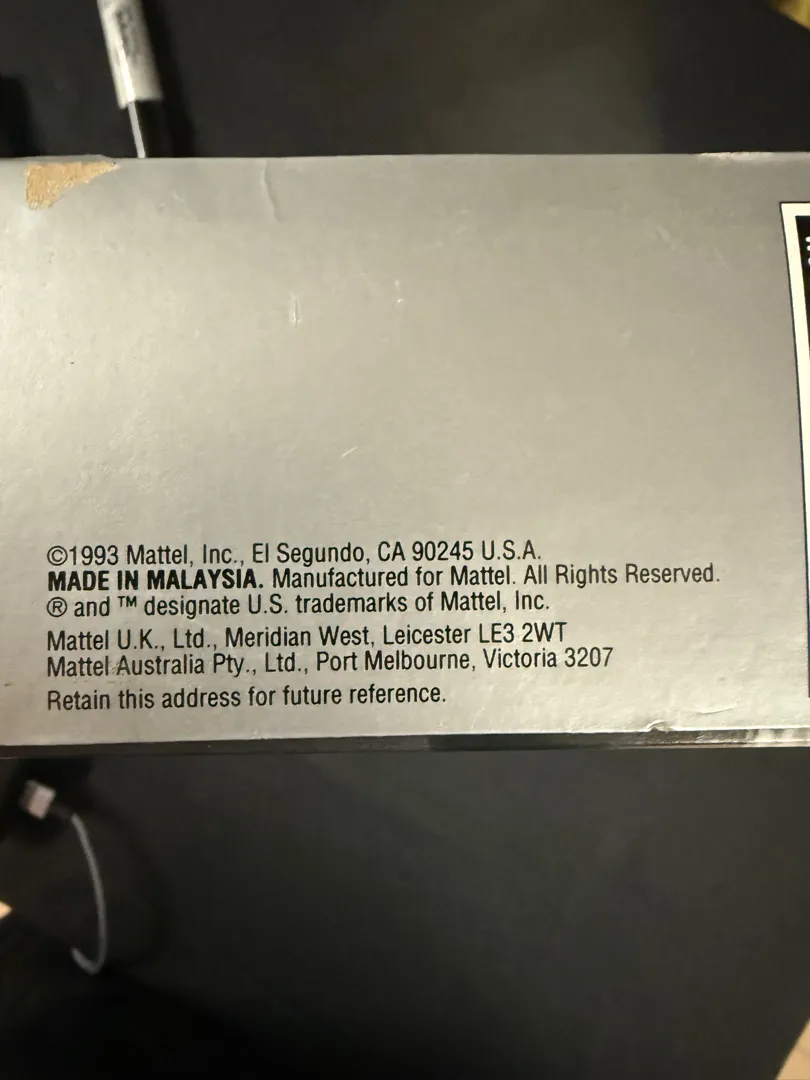 ©1993 Mattel, Inc., El Segundo, CA 90245 U.S.A.
MADE IN MALAYSIA. Manufactured for Mattel. All Rights Reserved.
® and ™ designate U.S. trademarks of Mattel, Inc.
Mattel U.K., Ltd., Meridian West, Leicester LE3 2WT
Mattel Australia Pty., Ltd., Port Melbourne, Victoria 3207
Retain this address for future reference.